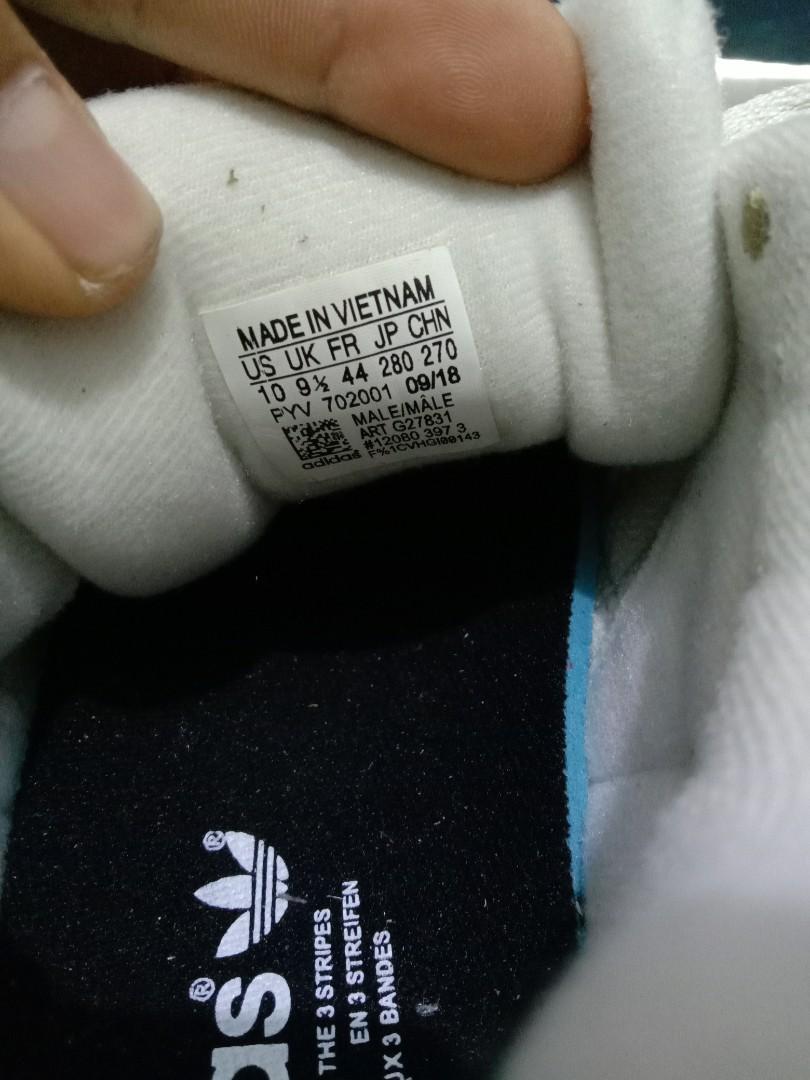 MADE IN VIETNAM
US UK FR JP CHN
10 9½ 44 280 270
PYV 702001 09/18
MALE/MÂLE
ART G27831
#12080 397 3
adidas F%1CVHGI00143
®
®
as
THE 3 STRIPES
EN 3 STREIFEN
UX 3 BANDES